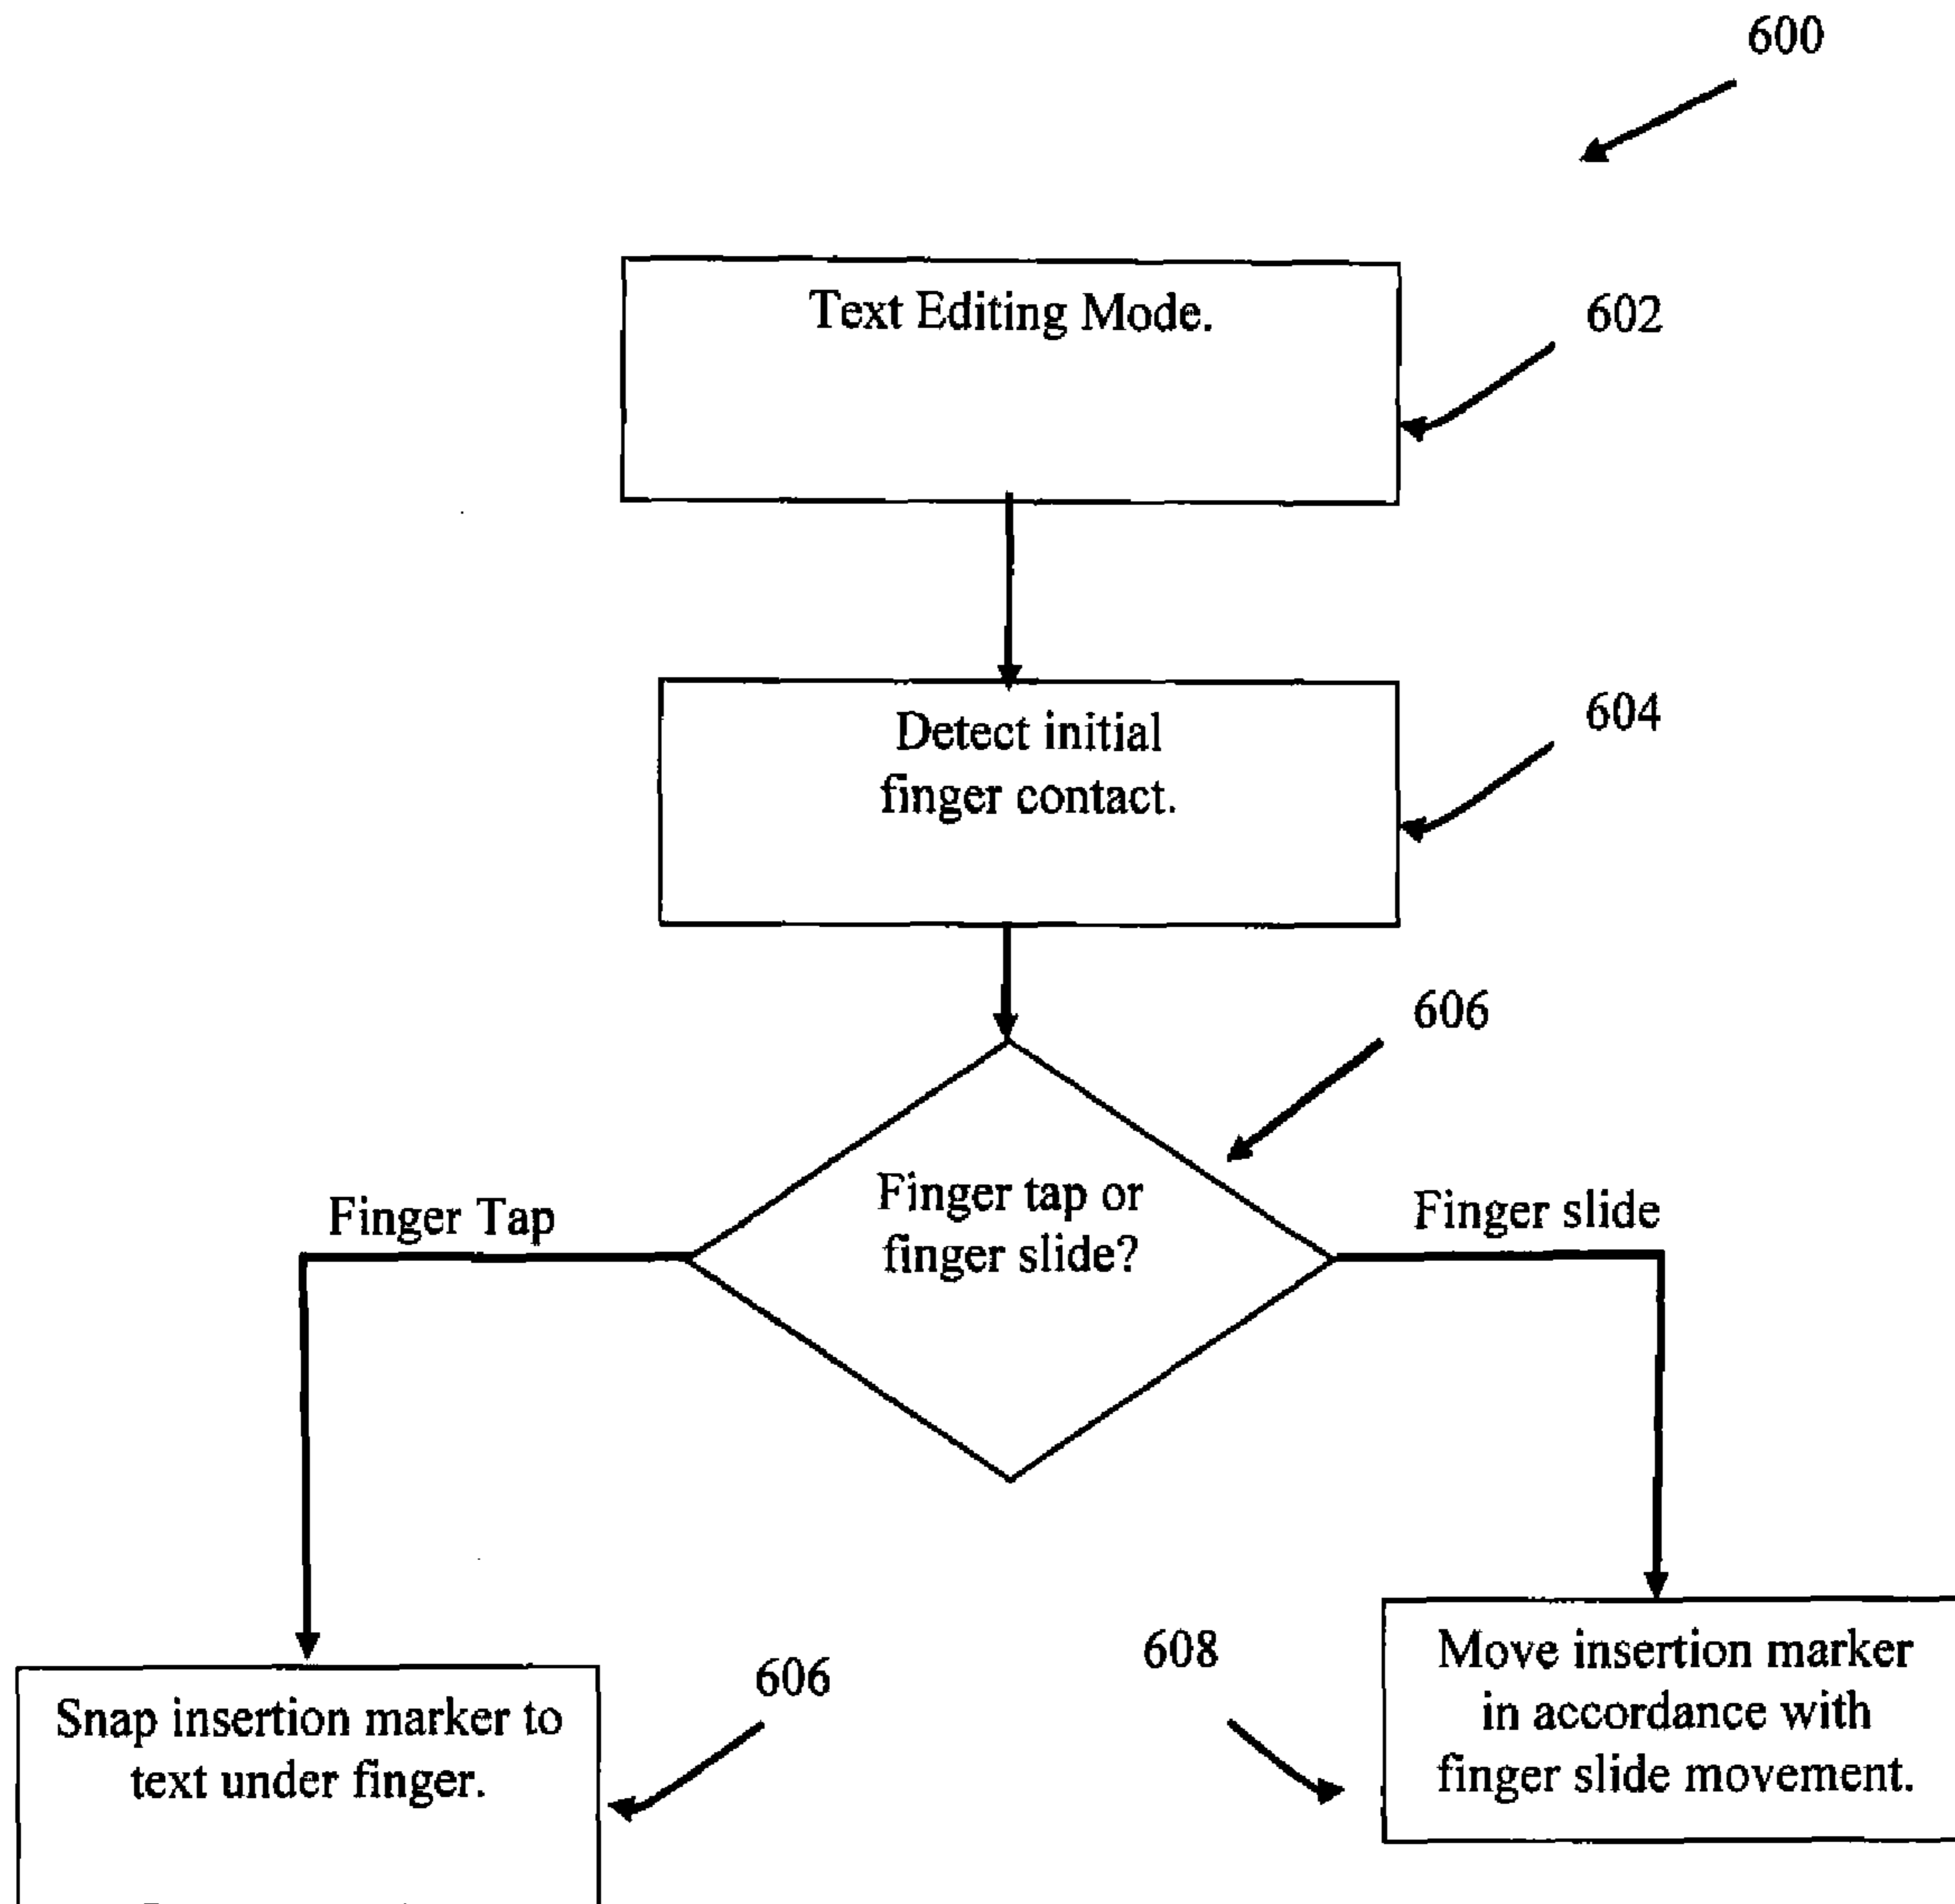 600
Text Editing Mode.
602
Detect initial
finger contact.
604
606
Finger tap or
finger slide?
Finger Tap
Finger slide
Snap insertion marker to
text under finger.
606
608
Move insertion marker
in accordance with
finger slide movement.